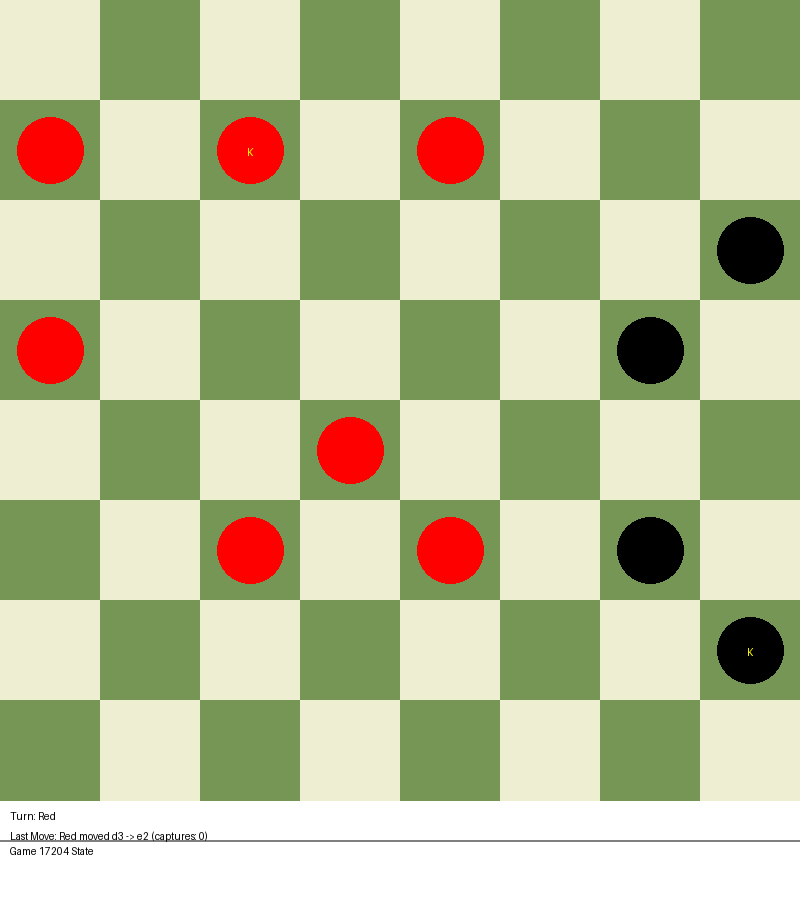 K
K
Turn: Red
Last Move: Red moved d3 -> e2 (captures: 0)
Game 17204 State